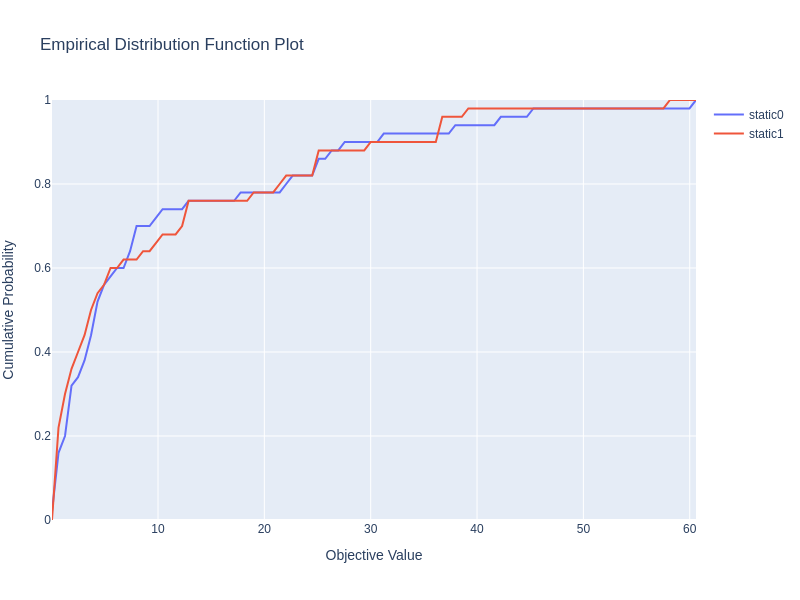 Empirical Distribution Function Plot
static0
static1
1
0.8
0.6
0.4
0.2
0
Cumulative Probability
10
20
30
40
50
60
Objective Value